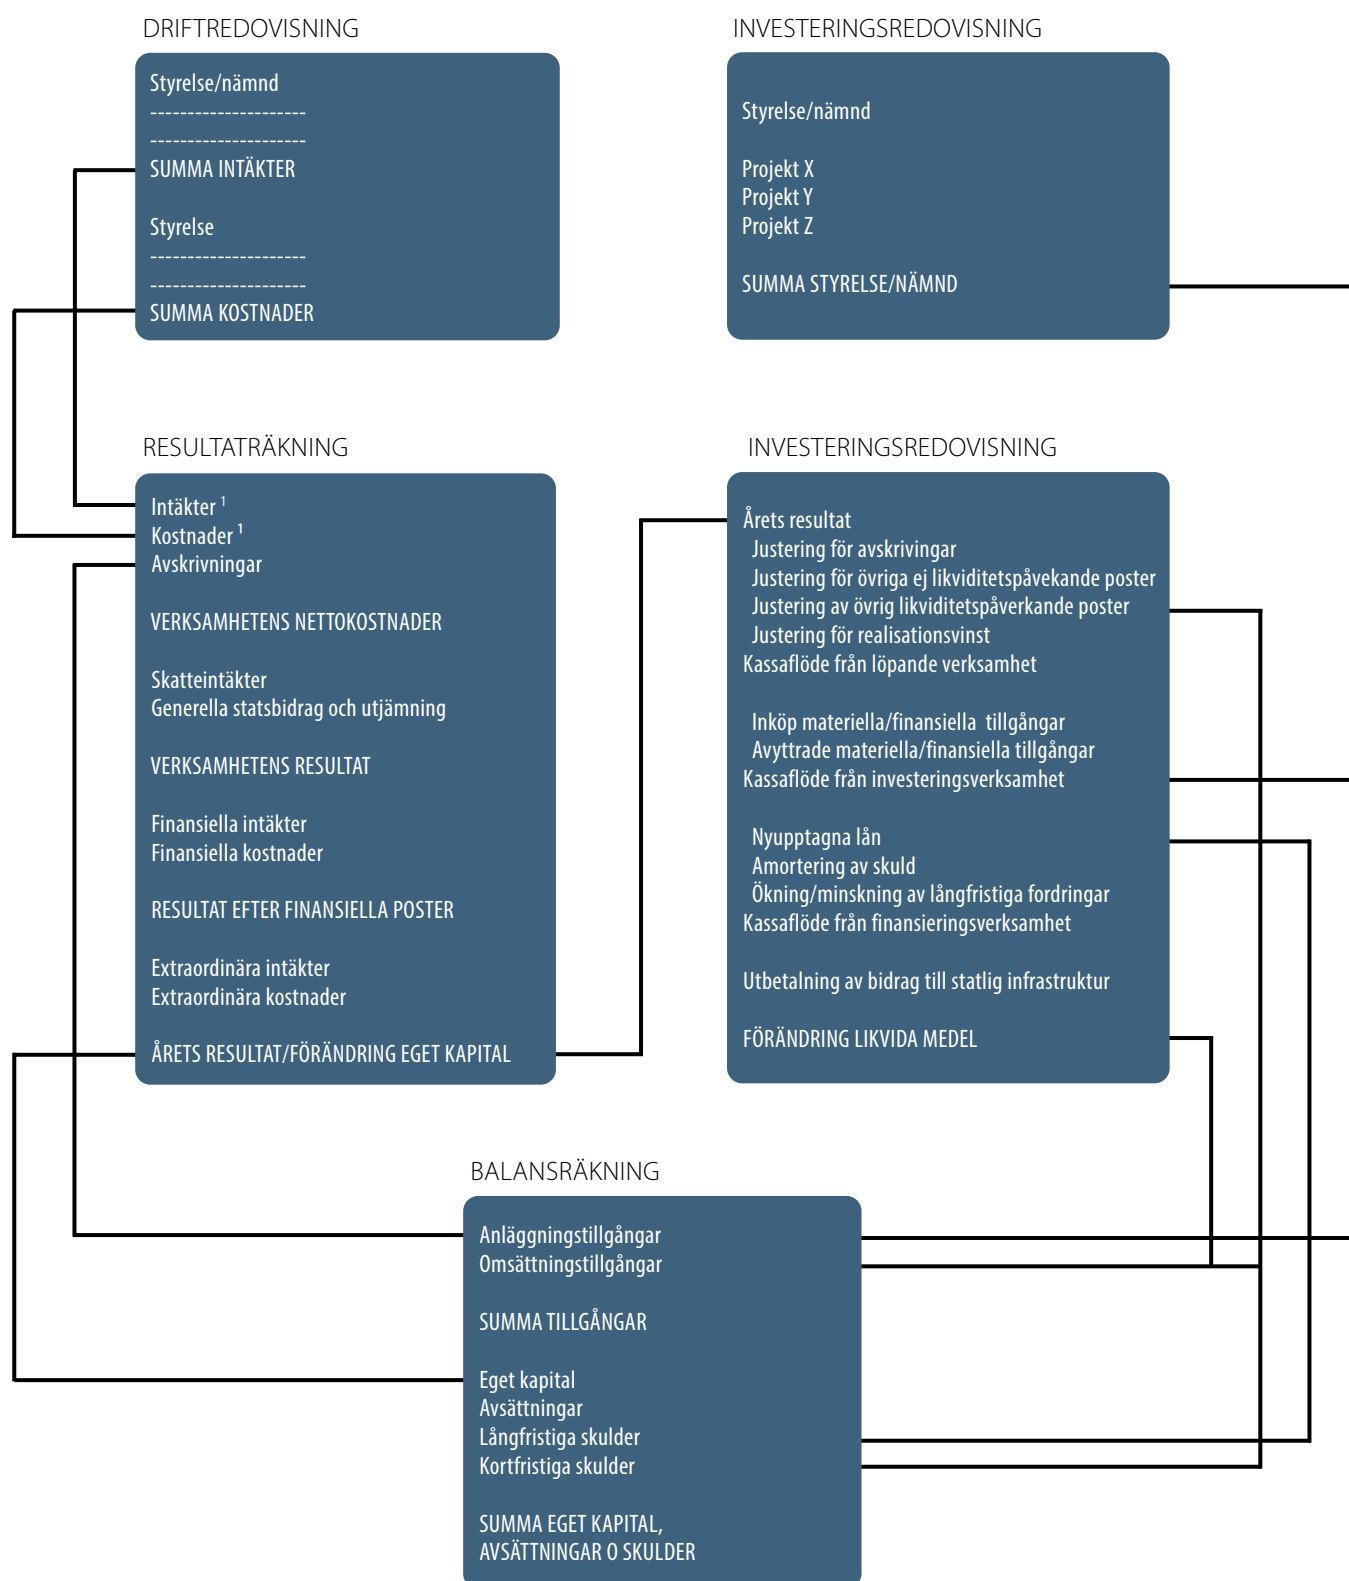 DRIFTREDOVISNING
Styrelse/nämnd
---------------------
---------------------
SUMMA INTÄKTER
Styrelse
---------------------
---------------------
SUMMA KOSTNADER
INVESTERINGSREDOVISNING
Styrelse/nämnd
Projekt X
Projekt Y
Projekt Z
SUMMA STYRELSE/NÄMND
RESULTATRÄKNING
Intäkter ¹
Kostnader ¹
Avskrivningar
VERKSAMHETENS NETTOKOSTNADER
Skatteintäkter
Generella statsbidrag och utjämning
VERKSAMHETENS RESULTAT
Finansiella intäkter
Finansiella kostnader
RESULTAT EFTER FINANSIELLA POSTER
Extraordinära intäkter
Extraordinära kostnader
ÅRETS RESULTAT/FÖRÄNDRING EGET KAPITAL
INVESTERINGSREDOVISNING
Årets resultat
Justering för avskrivingar
Justering för övriga ej likviditetspåvekande poster
Justering av övrig likviditetspåverkande poster
Justering för realisationsvinst
Kassaflöde från löpande verksamhet
Inköp materiella/finansiella tillgångar
Avyttrade materiella/finansiella tillgångar
Kassaflöde från investeringsverksamhet
Nyupptagna lån
Amortering av skuld
Ökning/minskning av långfristiga fordringar
Kassaflöde från finansieringsverksamhet
Utbetalning av bidrag till statlig infrastruktur
FÖRÄNDRING LIKVIDA MEDEL
BALANSRÄKNING
Anläggningstillgångar
Omsättningstillgångar
SUMMA TILLGÅNGAR
Eget kapital
Avsättningar
Långfristiga skulder
Kortfristiga skulder
SUMMA EGET KAPITAL,
AVSÄTTNINGAR O SKULDER